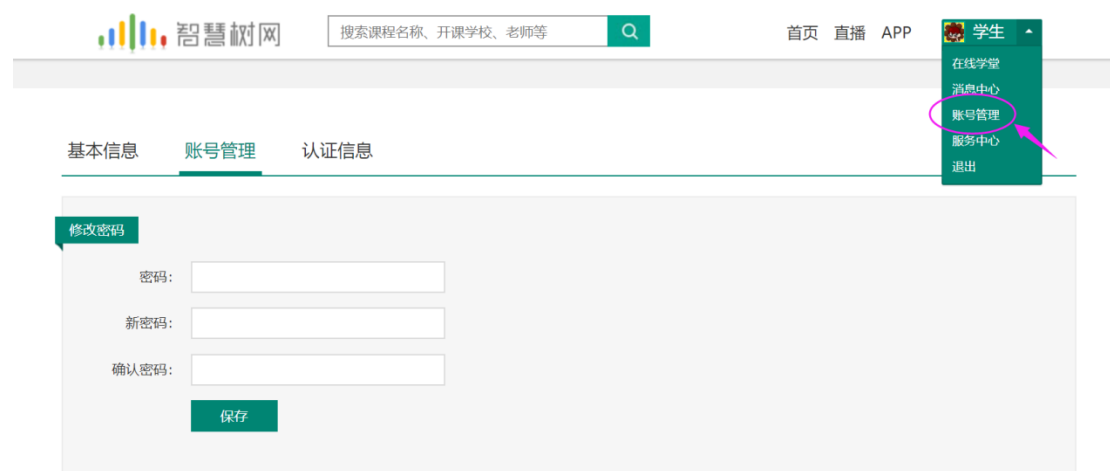 智慧树网
搜索课程名称、开课学校、老师等
首页 直播 APP
学生
在线学堂
消息中心
账号管理
服务中心
退出
基本信息 账号管理 认证信息
修改密码
密码:
新密码:
确认密码:
保存